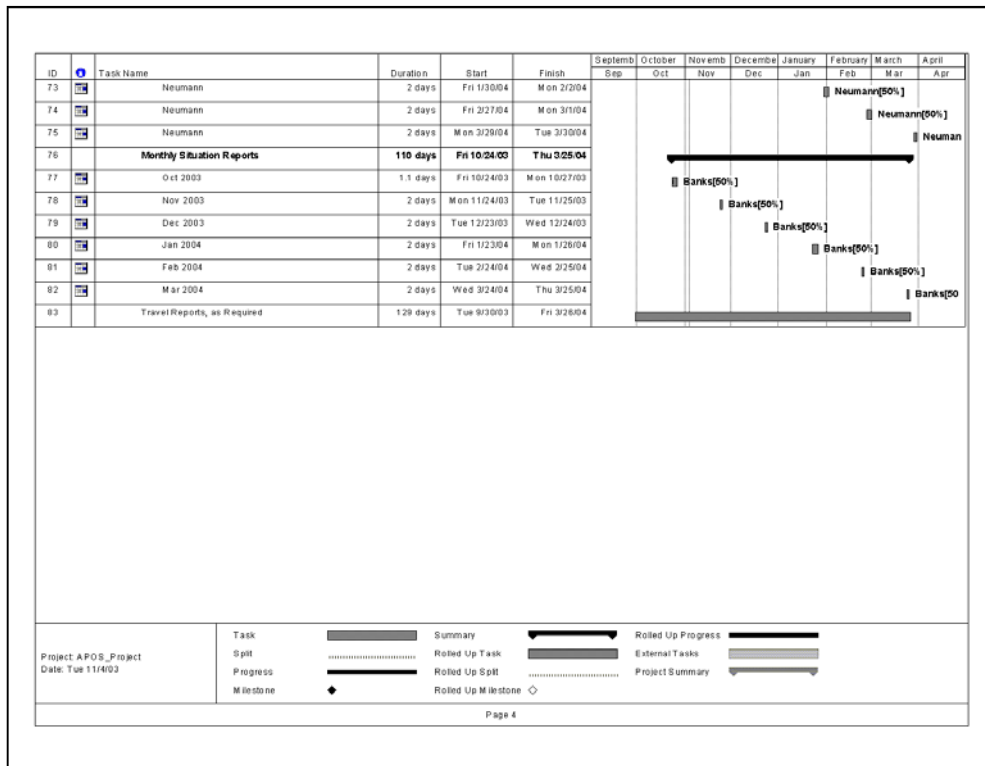 Septemb October Novemb Decembe January February March April
ID Task Name Duration Start Finish Sep Oct Nov Dec Jan Feb Mar Apr
73 Neumann 2 days Fri 1/30/04 Mon 2/2/04 Neumann[50%]
74 Neumann 2 days Fri 2/27/04 Mon 3/1/04 Neumann[50%]
75 Neumann 2 days Mon 3/29/04 Tue 3/30/04 Neuman
76 Monthly Situation Reports 110 days Fri 10/24/03 Thu 3/25/04
77 Oct 2003 1.1 days Fri 10/24/03 Mon 10/27/03 Banks[50%]
78 Nov 2003 2 days Mon 11/24/03 Tue 11/25/03 Banks[50%]
79 Dec 2003 2 days Tue 12/23/03 Wed 12/24/03 Banks[50%]
80 Jan 2004 2 days Fri 1/23/04 Mon 1/26/04 Banks[50%]
81 Feb 2004 2 days Tue 2/24/04 Wed 2/25/04 Banks[50%]
82 Mar 2004 2 days Wed 3/24/04 Thu 3/25/04 Banks[50
83 Travel Reports, as Required 129 days Tue 9/30/03 Fri 3/26/04
Project: APOS_Project
Date: Tue 11/4/03
Task Summary Rolled Up Progress
Split Rolled Up Task External Tasks
Progress Rolled Up Split Project Summary
Milestone Rolled Up Milestone
Page 4